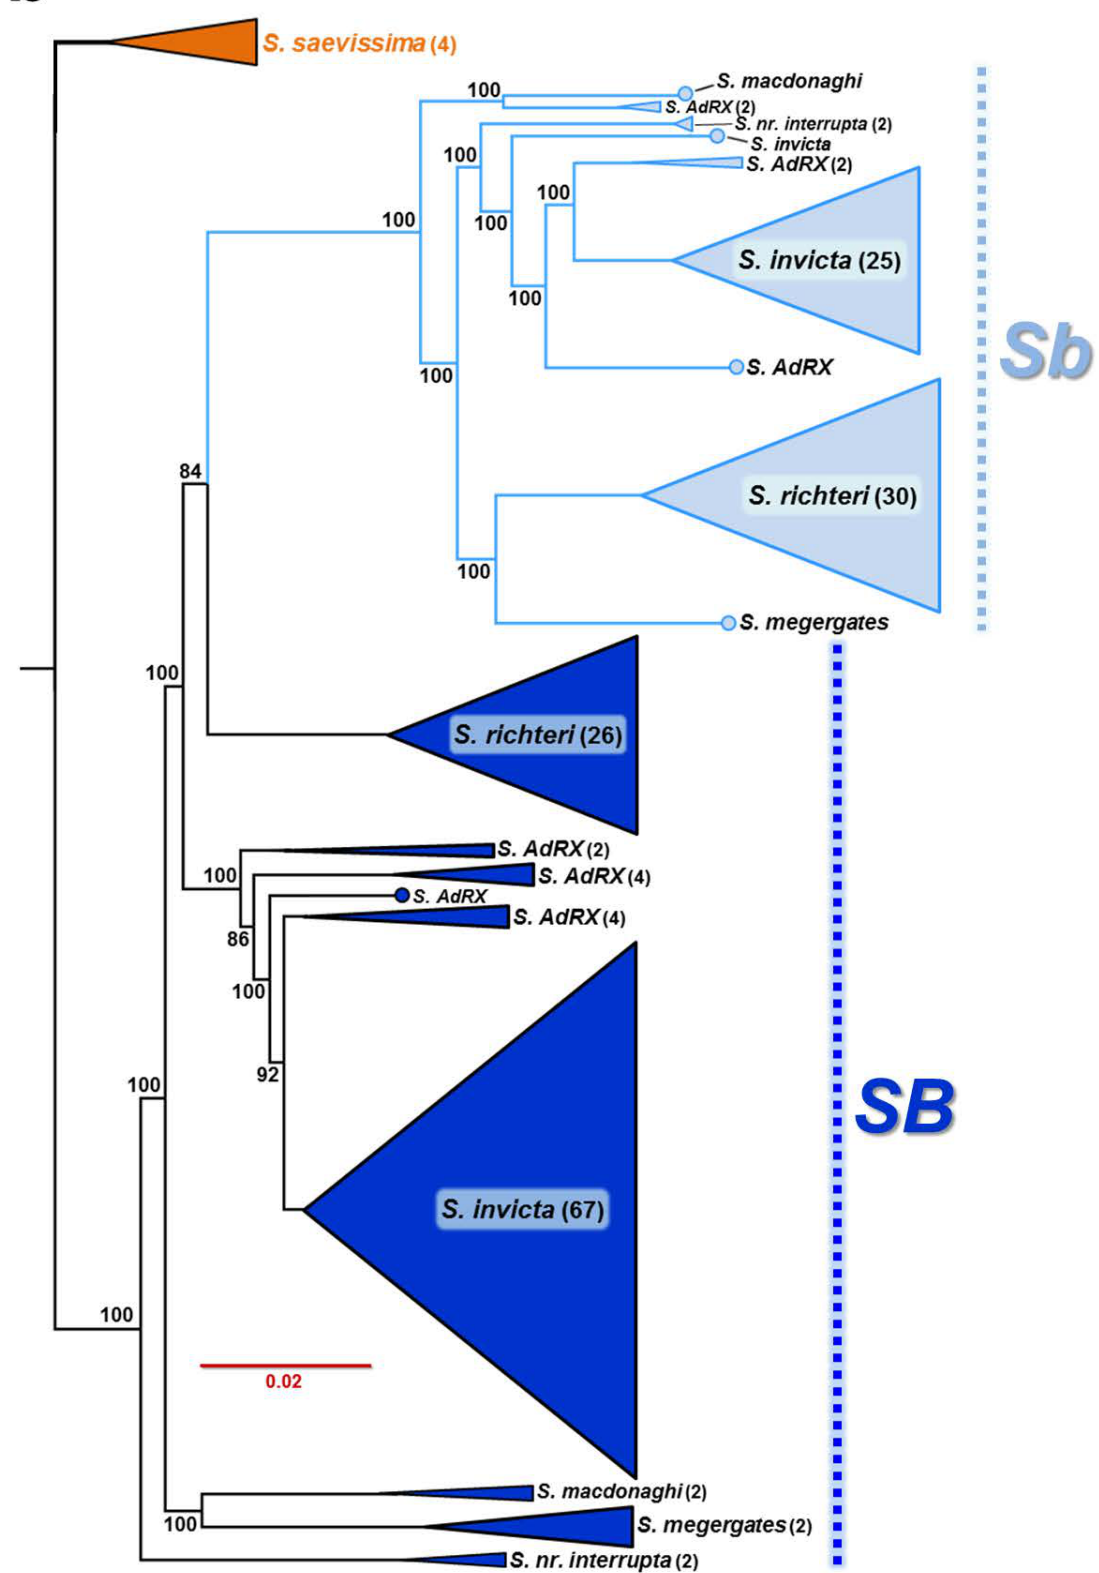 S. saevissima (4)
100
S. macdonaghi
S. AdRX (2)
S. nr. interrupta (2)
S. invicta
100
S. AdRX (2)
100
100
100
S. invicta (25)
100
S. AdRX
100
Sb
84
S. richteri (30)
100
S. megergates
100
S. richteri (26)
S. AdRX (2)
100
S. AdRX (4)
S. AdRX
S. AdRX (4)
86
100
92
100
SB
S. invicta (67)
100
0.02
S. macdonaghi (2)
100
S. megergates (2)
S. nr. interrupta (2)